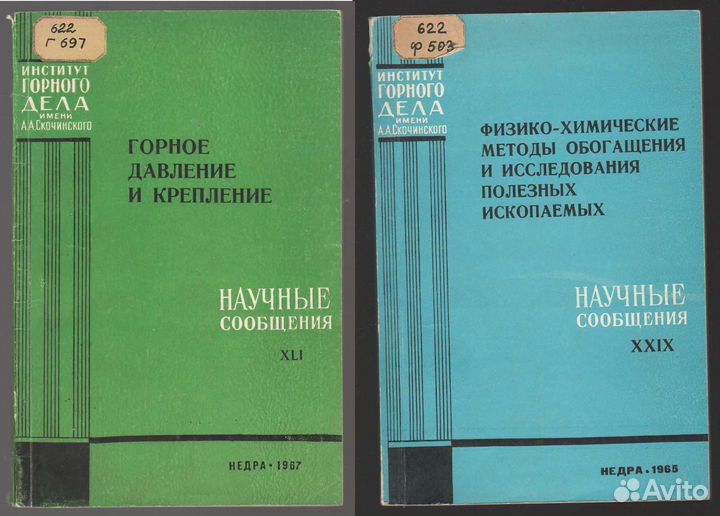 622
Г 697
ИНСТИТУТ
ГОРНОГО
ДЕЛА
ИМЕНИ
А.А.СКОЧИНСКОГО
ГОРНОЕ
ДАВЛЕНИЕ
И КРЕПЛЕНИЕ
НАУЧНЫЕ
СООБЩЕНИЯ
XLI
НЕДРА • 1967
622
Ф 503
ИНСТИТУТ
ГОРНОГО
ДЕЛА
ИМЕНИ
А.А.СКОЧИНСКОГО
ФИЗИКО-ХИМИЧЕСКИЕ
МЕТОДЫ ОБОГАЩЕНИЯ
И ИССЛЕДОВАНИЯ
ПОЛЕЗНЫХ
ИСКОПАЕМЫХ
НАУЧНЫЕ
СООБЩЕНИЯ
XXIX
НЕДРА • 1965
Avito